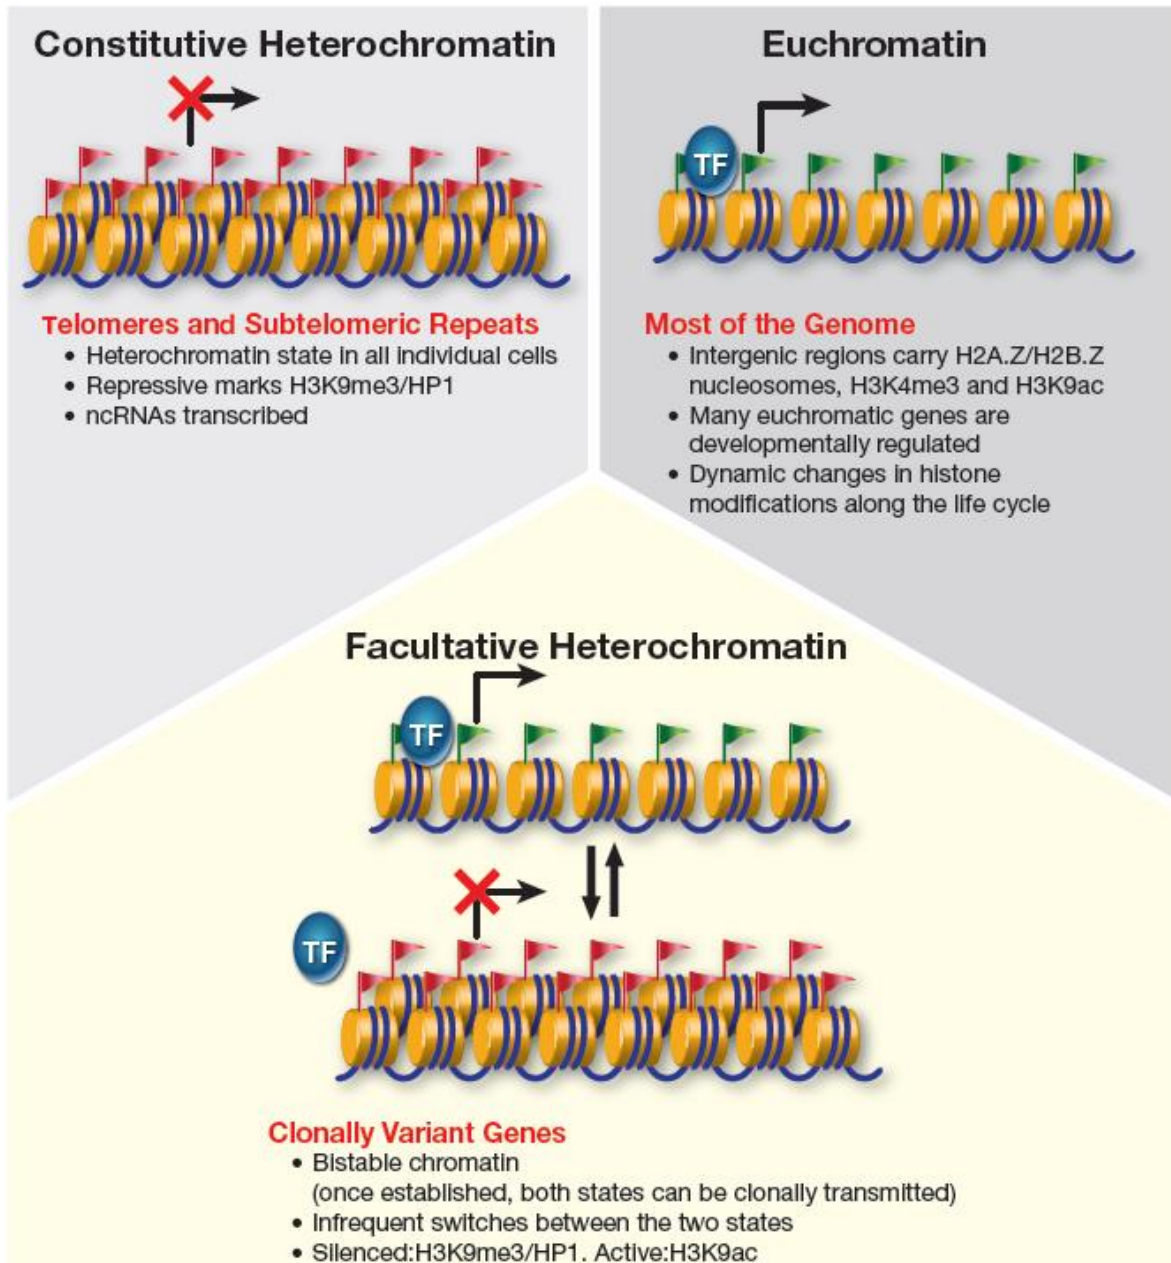 Constitutive Heterochromatin
Telomeres and Subtelomeric Repeats
• Heterochromatin state in all individual cells
• Repressive marks H3K9me3/HP1
• ncRNAs transcribed
Euchromatin
TF
Most of the Genome
• Intergenic regions carry H2A.Z/H2B.Z
nucleosomes, H3K4me3 and H3K9ac
• Many euchromatic genes are
developmentally regulated
• Dynamic changes in histone
modifications along the life cycle
Facultative Heterochromatin
TF
TF
Clonally Variant Genes
• Bistable chromatin
(once established, both states can be clonally transmitted)
• Infrequent switches between the two states
• Silenced:H3K9me3/HP1. Active:H3K9ac